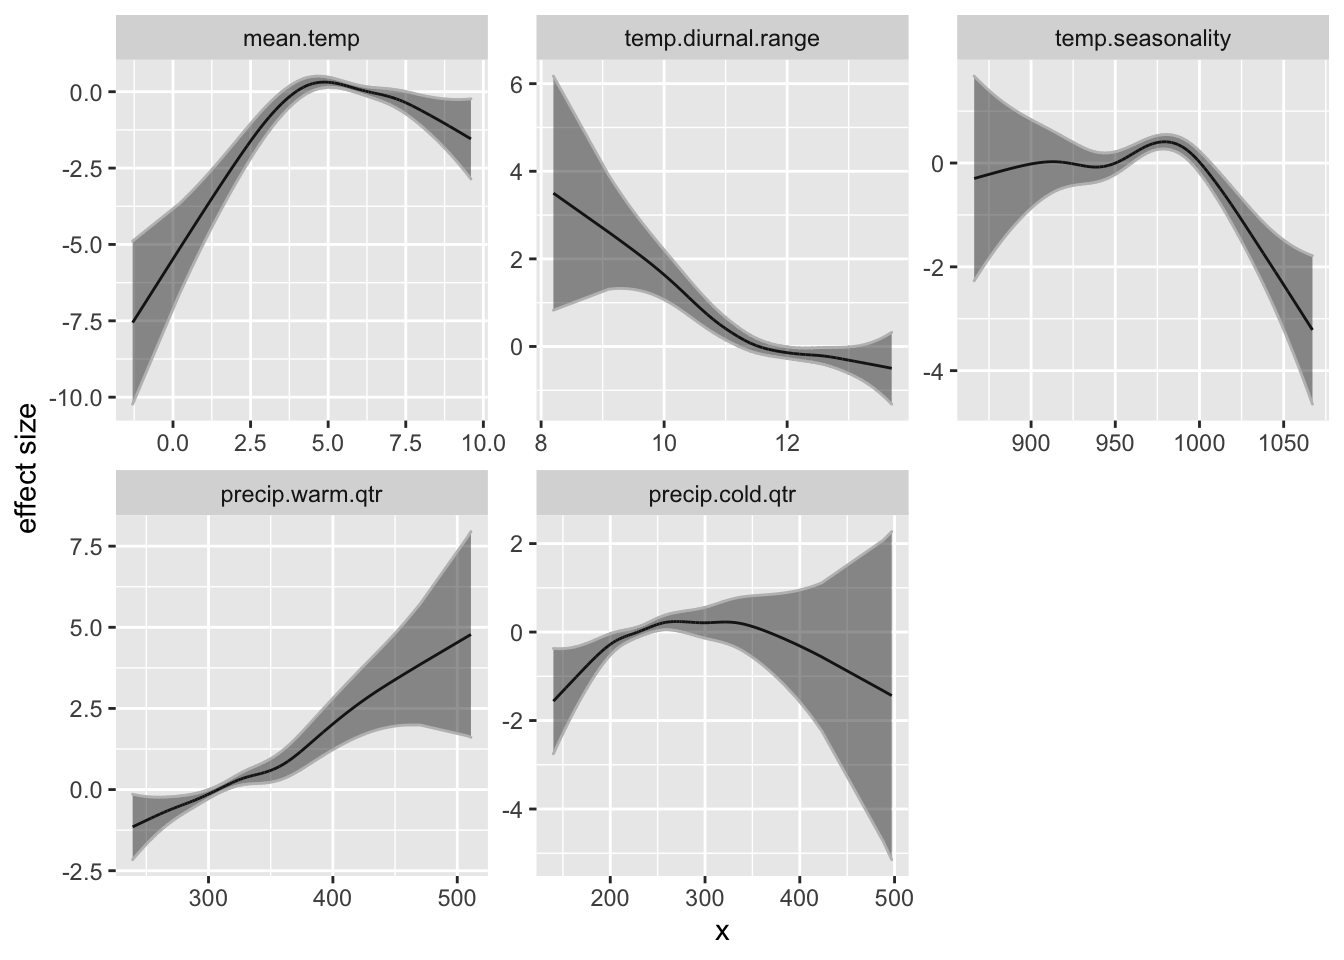 mean.temp
temp.diurnal.range
temp.seasonality
0.0
-2.5
-5.0
-7.5
-10.0
6
4
2
0
0
-2
-4
0.0 2.5 5.0 7.5 10.0
8 10 12
900 950 1000 1050
effect size
precip.warm.qtr
precip.cold.qtr
7.5
5.0
2.5
0.0
-2.5
2
0
-2
-4
300 400 500
200 300 400 500
x